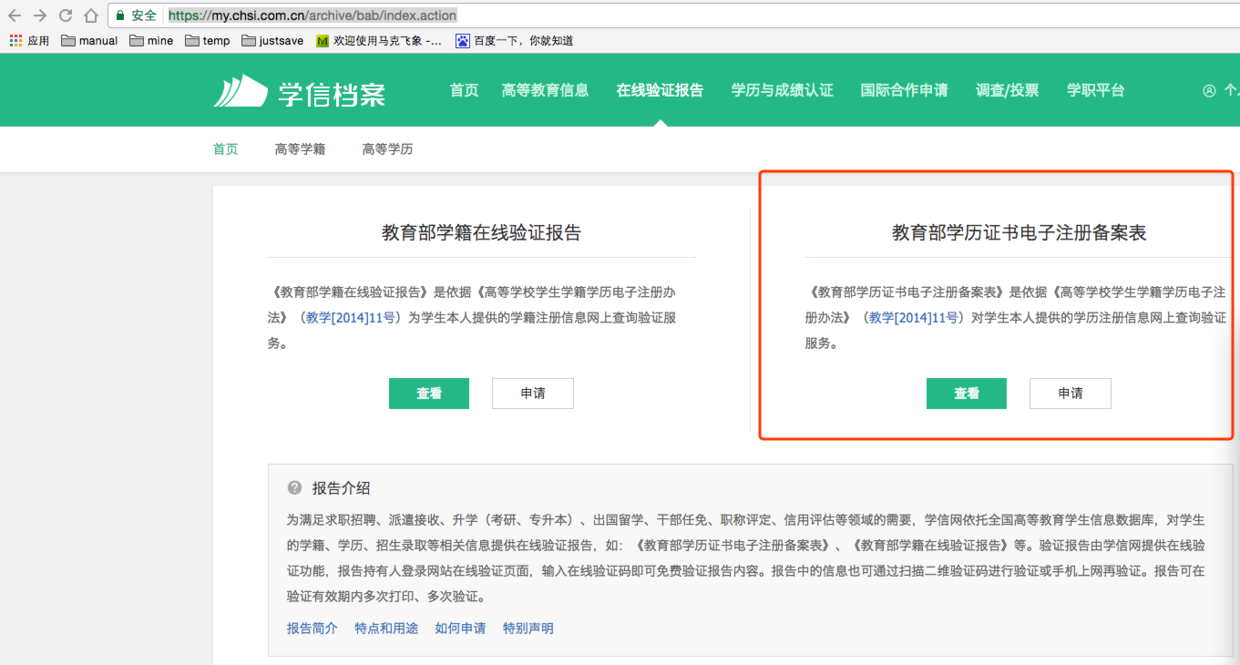 安全 https://my.chsi.com.cn/archive/bab/index.action
应用 manual mine temp justsave M 欢迎使用马克飞象 -... 百度一下，你就知道
学信档案 首页 高等教育信息 在线验证报告 学历与成绩认证 国际合作申请 调查/投票 学职平台
首页 高等学籍 高等学历
教育部学籍在线验证报告
《教育部学籍在线验证报告》是依据《高等学校学生学籍学历电子注册办
法》（教学[2014]11号）为学生本人提供的学籍注册信息网上查询验证服
务。
查看 申请
教育部学历证书电子注册备案表
《教育部学历证书电子注册备案表》是依据《高等学校学生学籍学历电子注
册办法》（教学[2014]11号）对学生本人提供的学历注册信息网上查询验证
服务。
查看 申请
? 报告介绍
为满足求职招聘、派遣接收、升学（考研、专升本）、出国留学、干部任免、职称评定、信用评估等领域的需要，学信网依托全国高等教育学生信息数据库，对学生
的学籍、学历、招生录取等相关信息提供在线验证报告，如：《教育部学历证书电子注册备案表》、《教育部学籍在线验证报告》等。验证报告由学信网提供在线验
证功能，报告持有人登录网站在线验证页面，输入在线验证码即可免费验证报告内容。报告中的信息也可通过扫描二维验证码进行验证或手机上网再验证。报告可在
验证有效期内多次打印、多次验证。
报告简介 特点和用途 如何申请 特别声明